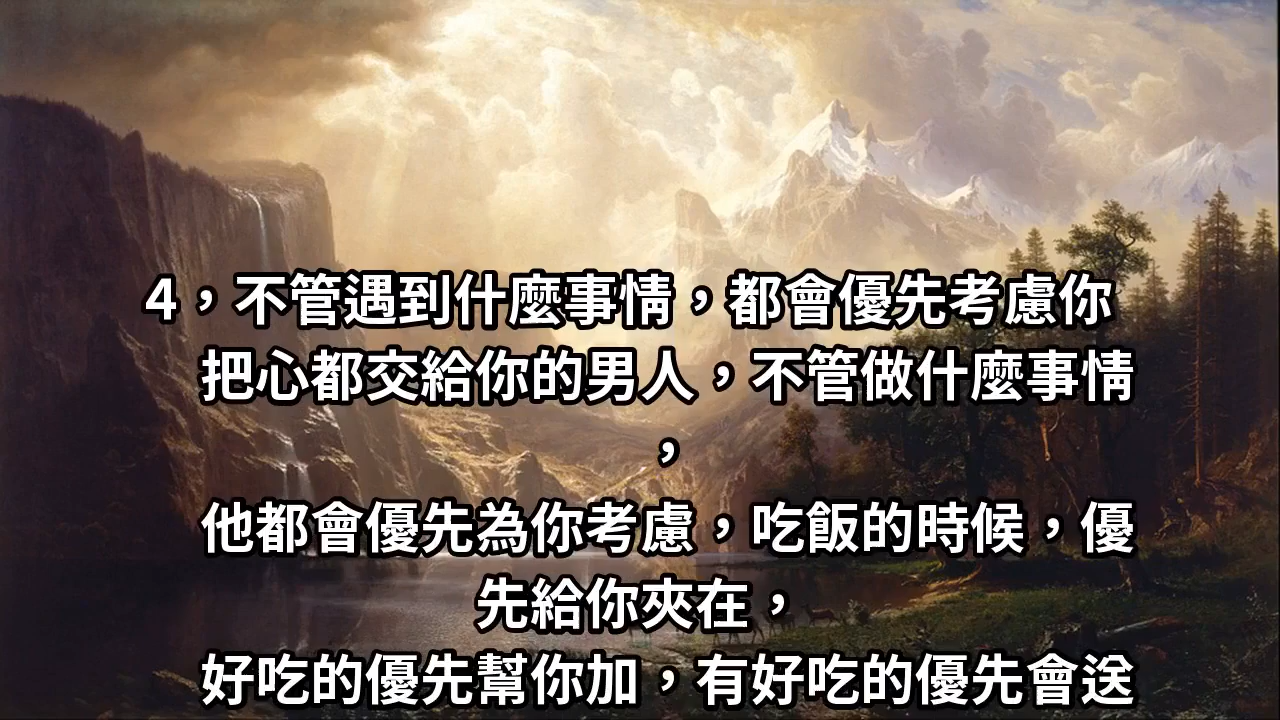 4，不管遇到什麼事情，都會優先考慮你
把心都交給你的男人，不管做什麼事情
，
他都會優先為你考慮，吃飯的時候，優
先給你夾在，
好吃的優先幫你加，有好吃的優先會送